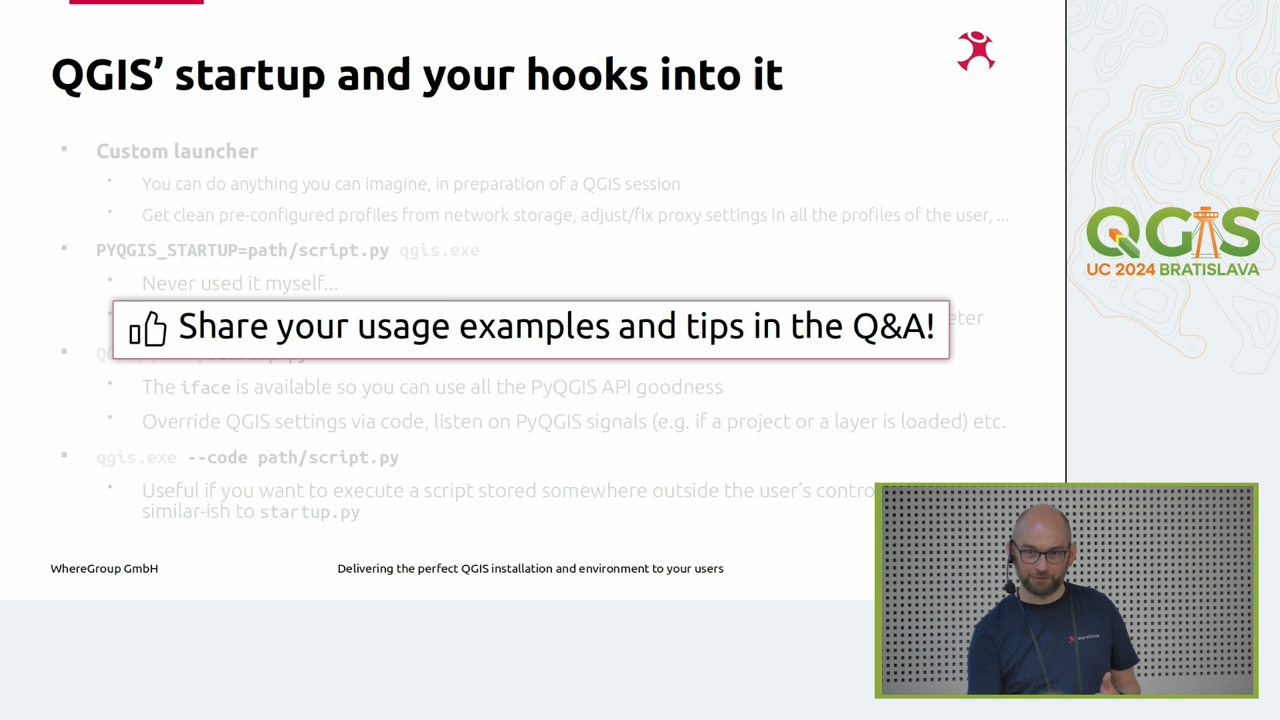 QGIS’ startup and your hooks into it
Custom launcher
You can do anything you can imagine, in preparation of a QGIS session
Get clean pre-configured profiles from network storage, adjust/fix proxy settings in all the profiles of the user, ...
PYQGIS_STARTUP=path/script.py qgis.exe
Never used it myself...
Share your usage examples and tips in the Q&A!
The iface is available so you can use all the PyQGIS API goodness
Override QGIS settings via code, listen on PyQGIS signals (e.g. if a project or a layer is loaded) etc.
qgis.exe --code path/script.py
Useful if you want to execute a script stored somewhere outside the user’s
similar-ish to startup.py
WhereGroup GmbH
Delivering the perfect QGIS installation and environment to your users
QGIS
UC 2024 BRATISLAVA
WhereGroup